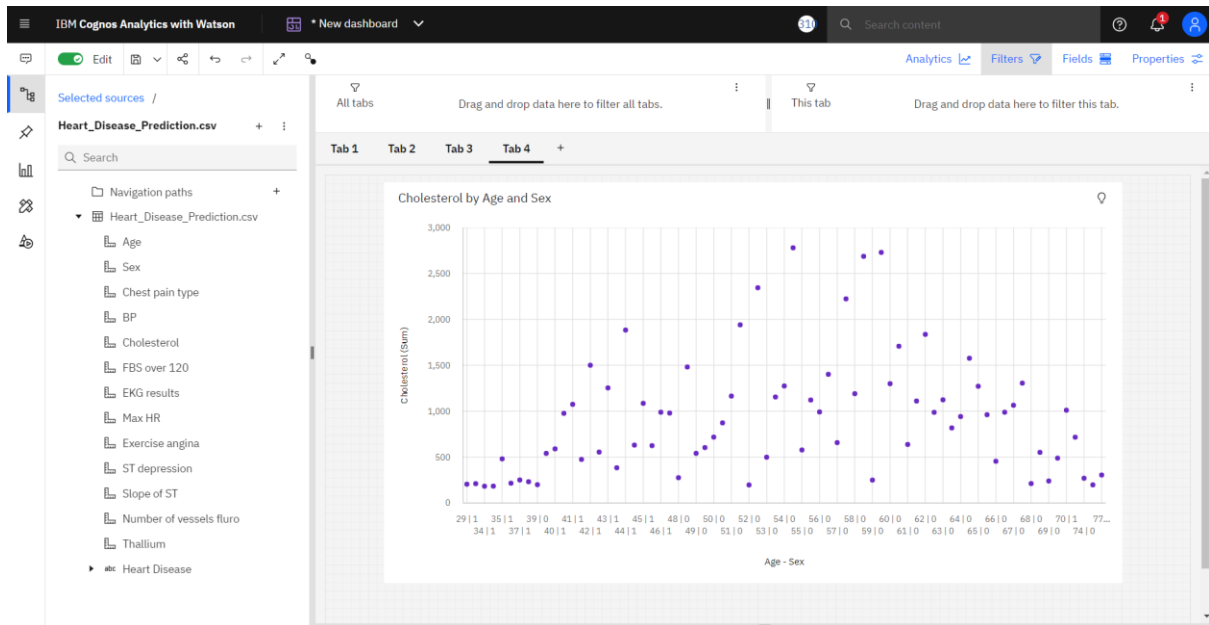 IBM Cognos Analytics with Watson
* New dashboard
Search content
1
Edit
Analytics
Filters
Fields
Properties
Selected sources /
Heart_Disease_Prediction.csv
Search
Navigation paths
Heart_Disease_Prediction.csv
Age
Sex
Chest pain type
BP
Cholesterol
FBS over 120
EKG results
Max HR
Exercise angina
ST depression
Slope of ST
Number of vessels fluro
Thallium
abc Heart Disease
All tabs
Drag and drop data here to filter all tabs.
This tab
Drag and drop data here to filter this tab.
Tab 1 Tab 2 Tab 3 Tab 4 +
Cholesterol by Age and Sex
Cholesterol (Sum)
3,000
2,500
2,000
1,500
1,000
500
0
29|1 35|1 39|0 41|1 43|1 45|1 48|0 50|0 52|0 54|0 56|0 58|0 60|0 62|0 64|0 66|0 68|0 70|1 77...
34|1 37|1 40|1 42|1 44|1 46|1 49|0 51|0 53|0 55|0 57|0 59|0 61|0 63|0 65|0 67|0 69|0 74|0
Age - Sex